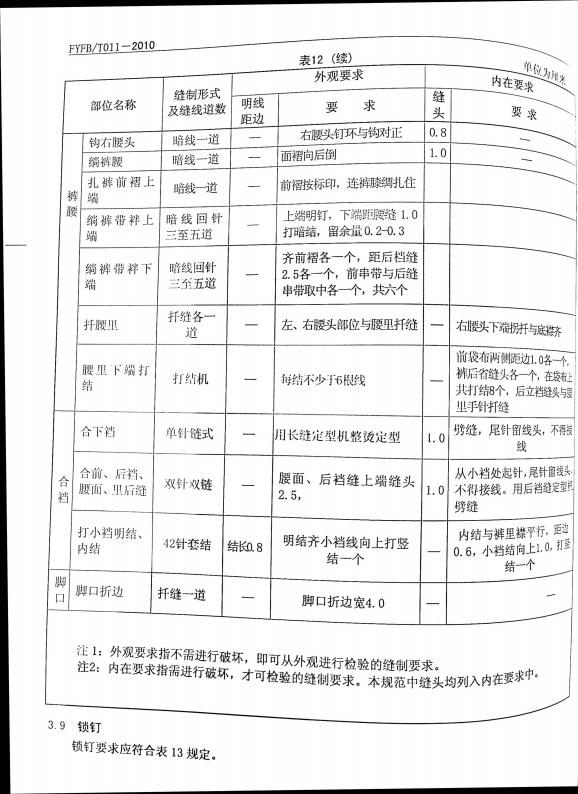 FYFB/T011—2010
表12（续）
单位为厘米
部位名称
缝制形式
及缝线道数
外观要求
内在要求
明线
距边
要 求
缝
头
要 求
裤
腰
钩右腰头
暗线一道
—
右腰头钉环与钩对正
0.8
—
绱裤腰
暗线一道
—
面褶向后倒
1.0
—
扎裤前褶上
端
暗线一道
—
前褶按标印，连裤膝绸扎住
绱裤带袢上
端
暗线回针
三至五道
—
上端明钉，下端距腰缝 1.0
打暗结，留余量 0.2-0.3
绱裤带袢下
端
暗线回针
三至五道
—
齐前褶各一个，距后档缝
2.5各一个，前串带与后缝
串带取中各一个，共六个
扦腰里
扦缝各一
道
—
左、右腰头部位与腰里扦缝
—
右腰头下端拐扦与底襟齐
腰里下端打
结
打结机
—
每结不少于6根线
—
前袋布两侧距边1.0各一个，
裤后省缝头各一个，在袋布上
共打结8个，后立裆缝头与腰
里手针打缝
合
裆
合下裆
单针链式
—
用长缝定型机整烫定型
1.0
劈缝，尾针留线头，不得接
线
合前、后裆、
腰面、里后缝
双针双链
—
腰面、后裆缝上端缝头
2.5，
1.0
从小裆处起针，尾针留线头，
不得接线。用后裆缝定型机
劈缝
打小裆明结、
内结
42针套结
结长0.8
明结齐小裆线向上打竖
结一个
—
内结与裤里襟平行，距边
0.6，小裆结向上1.0，打竖
结一个
脚
口
脚口折边
扦缝一道
—
脚口折边宽4.0
—
—
注 1：外观要求指不需进行破坏，即可从外观进行检验的缝制要求。
注2：内在要求指需进行破坏，才可检验的缝制要求。本规范中缝头均列入内在要求中。
3.9 锁钉
锁钉要求应符合表 13 规定。